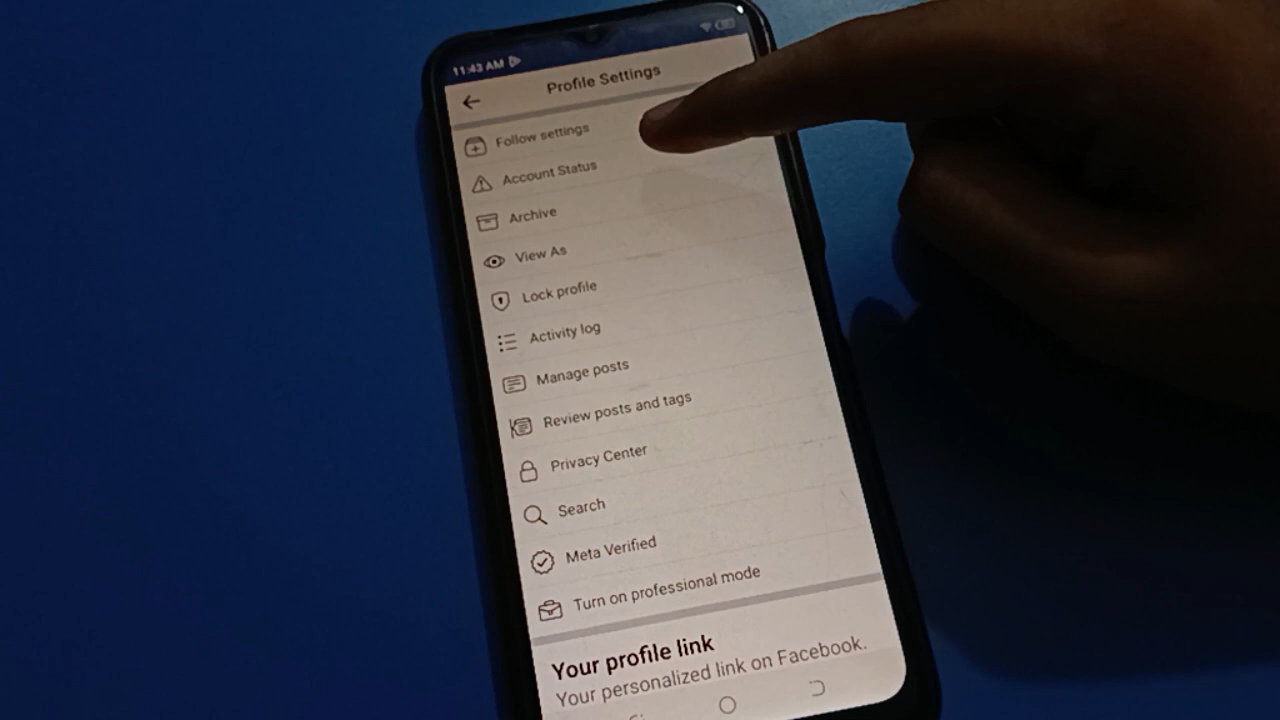 11:43 AM
Profile Settings
Follow settings
Account Status
Archive
View As
Lock profile
Activity log
Manage posts
Review posts and tags
Privacy Center
Search
Meta Verified
Turn on professional mode
Your profile link
Your personalized link on Facebook.